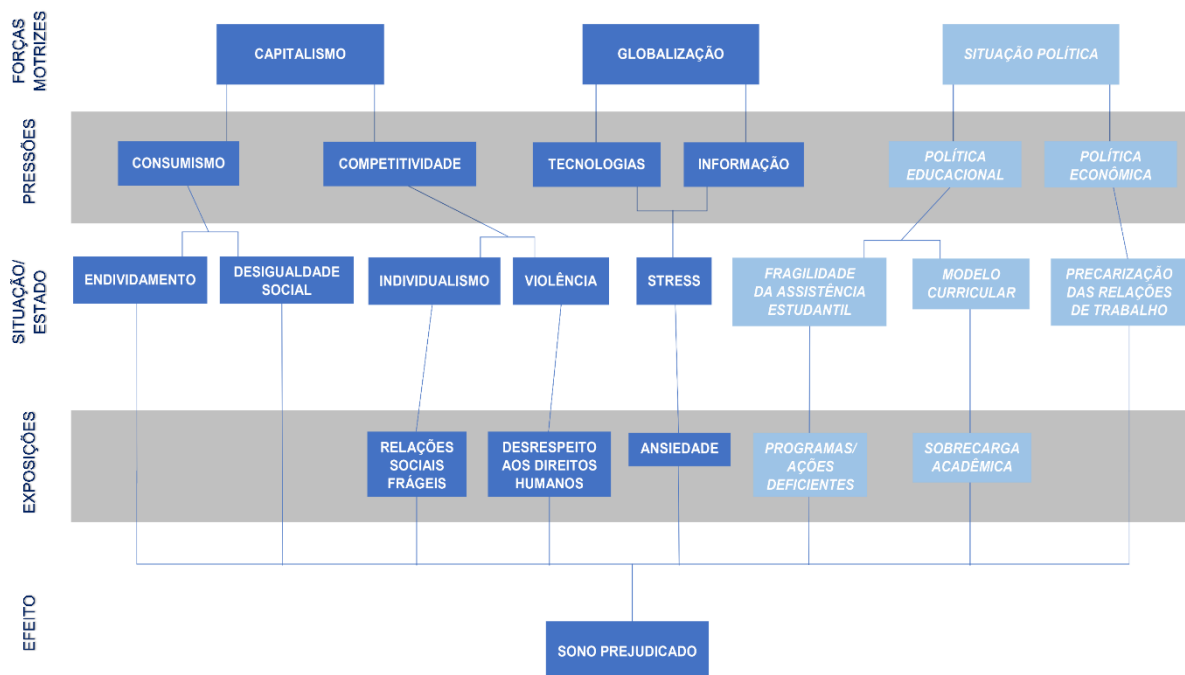 FORÇAS
MOTRIZES
CAPITALISMO
GLOBALIZAÇÃO
SITUAÇÃO POLÍTICA
PRESSÕES
CONSUMISMO
COMPETITIVIDADE
TECNOLOGIAS
INFORMAÇÃO
POLÍTICA
EDUCACIONAL
POLÍTICA
ECONÔMICA
SITUAÇÃO/
ESTADO
ENDIVIDAMENTO
DESIGUALDADE
SOCIAL
INDIVIDUALISMO
VIOLÊNCIA
STRESS
FRAGILIDADE
DA ASSISTÊNCIA
ESTUDANTIL
MODELO
CURRICULAR
PRECARIZAÇÃO
DAS RELAÇÕES
DE TRABALHO
EXPOSIÇÕES
RELAÇÕES
SOCIAIS
FRÁGEIS
DESRESPEITO
AOS DIREITOS
HUMANOS
ANSIEDADE
PROGRAMAS/
AÇÕES
DEFICIENTES
SOBRECARGA
ACADÊMICA
EFEITO
SONO PREJUDICADO